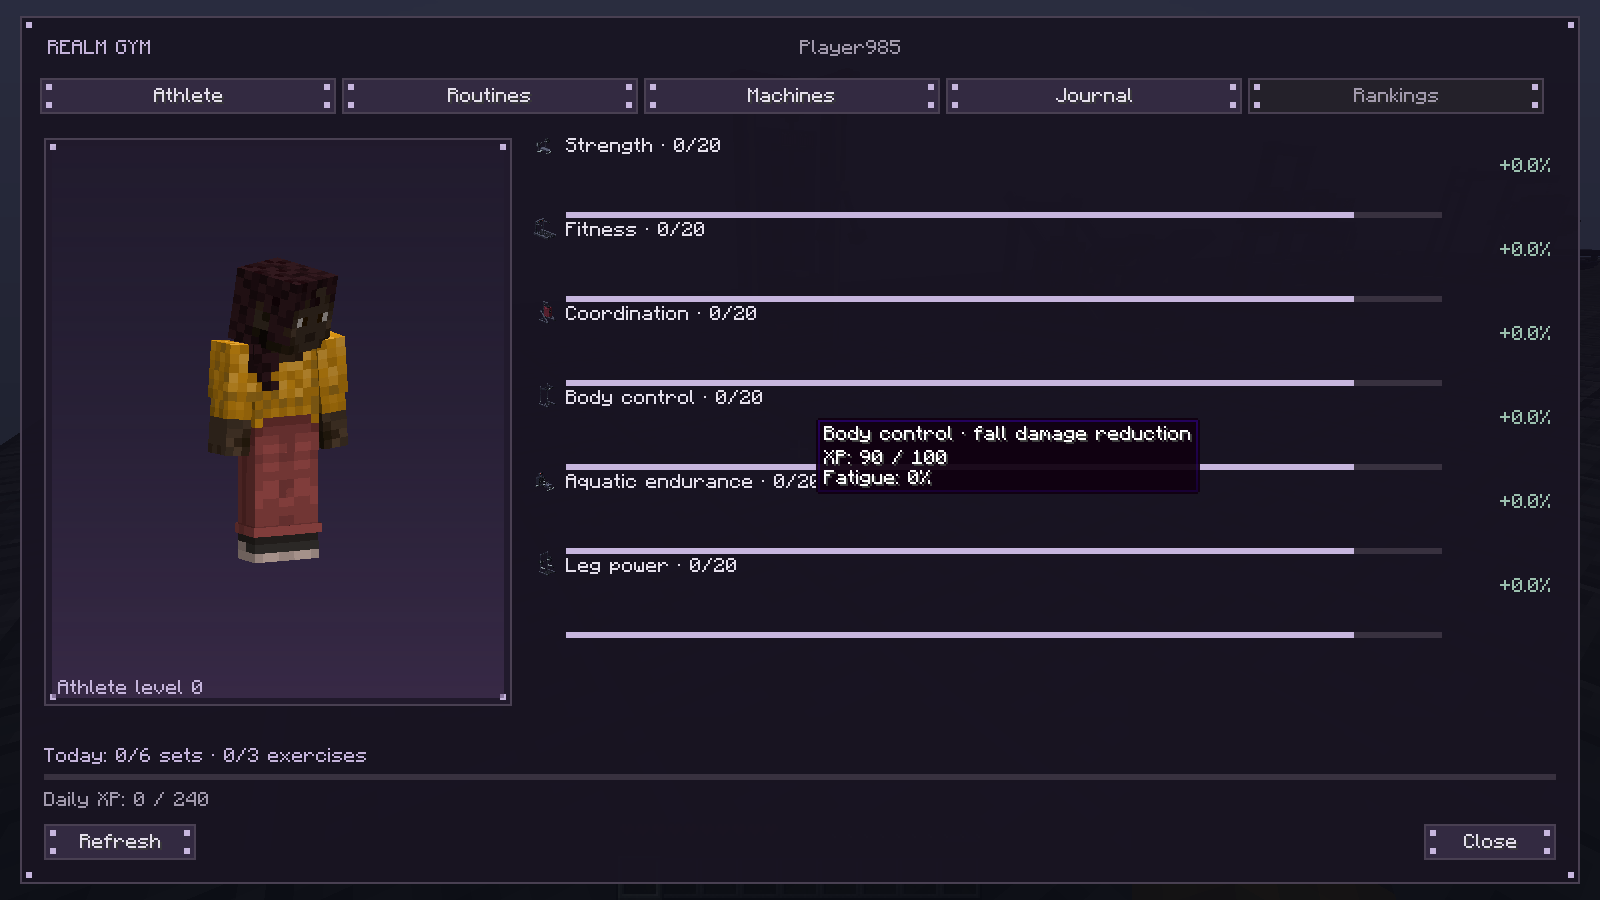 REALM GYM
Player985
Athlete
Routines
Machines
Journal
Rankings
Strength · 0/20
+0.0%
Fitness · 0/20
+0.0%
Coordination · 0/20
+0.0%
Body control · 0/20
+0.0%
Body control · fall damage reduction
XP: 90 / 100
Fatigue: 0%
Aquatic endurance · 0/20
+0.0%
Leg power · 0/20
+0.0%
Athlete level 0
Today: 0/6 sets · 0/3 exercises
Daily XP: 0 / 240
Refresh
Close